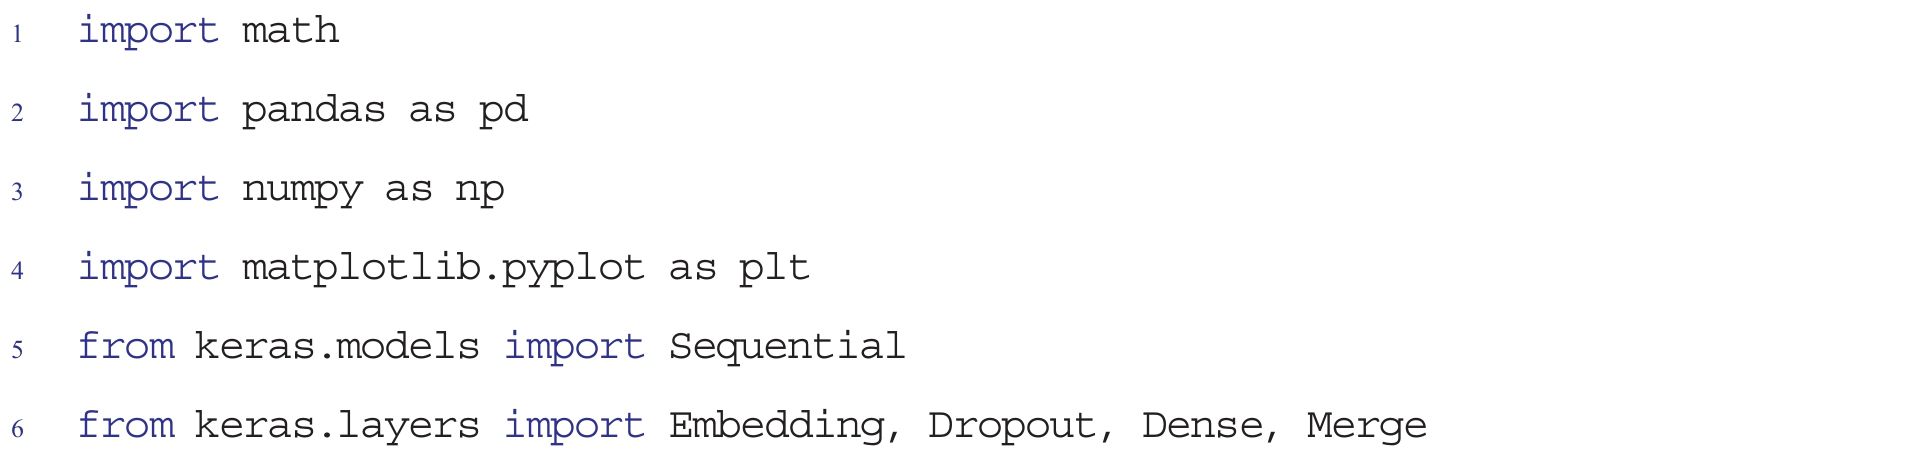 1 import math
2 import pandas as pd
3 import numpy as np
4 import matplotlib.pyplot as plt
5 from keras.models import Sequential
6 from keras.layers import Embedding, Dropout, Dense, Merge